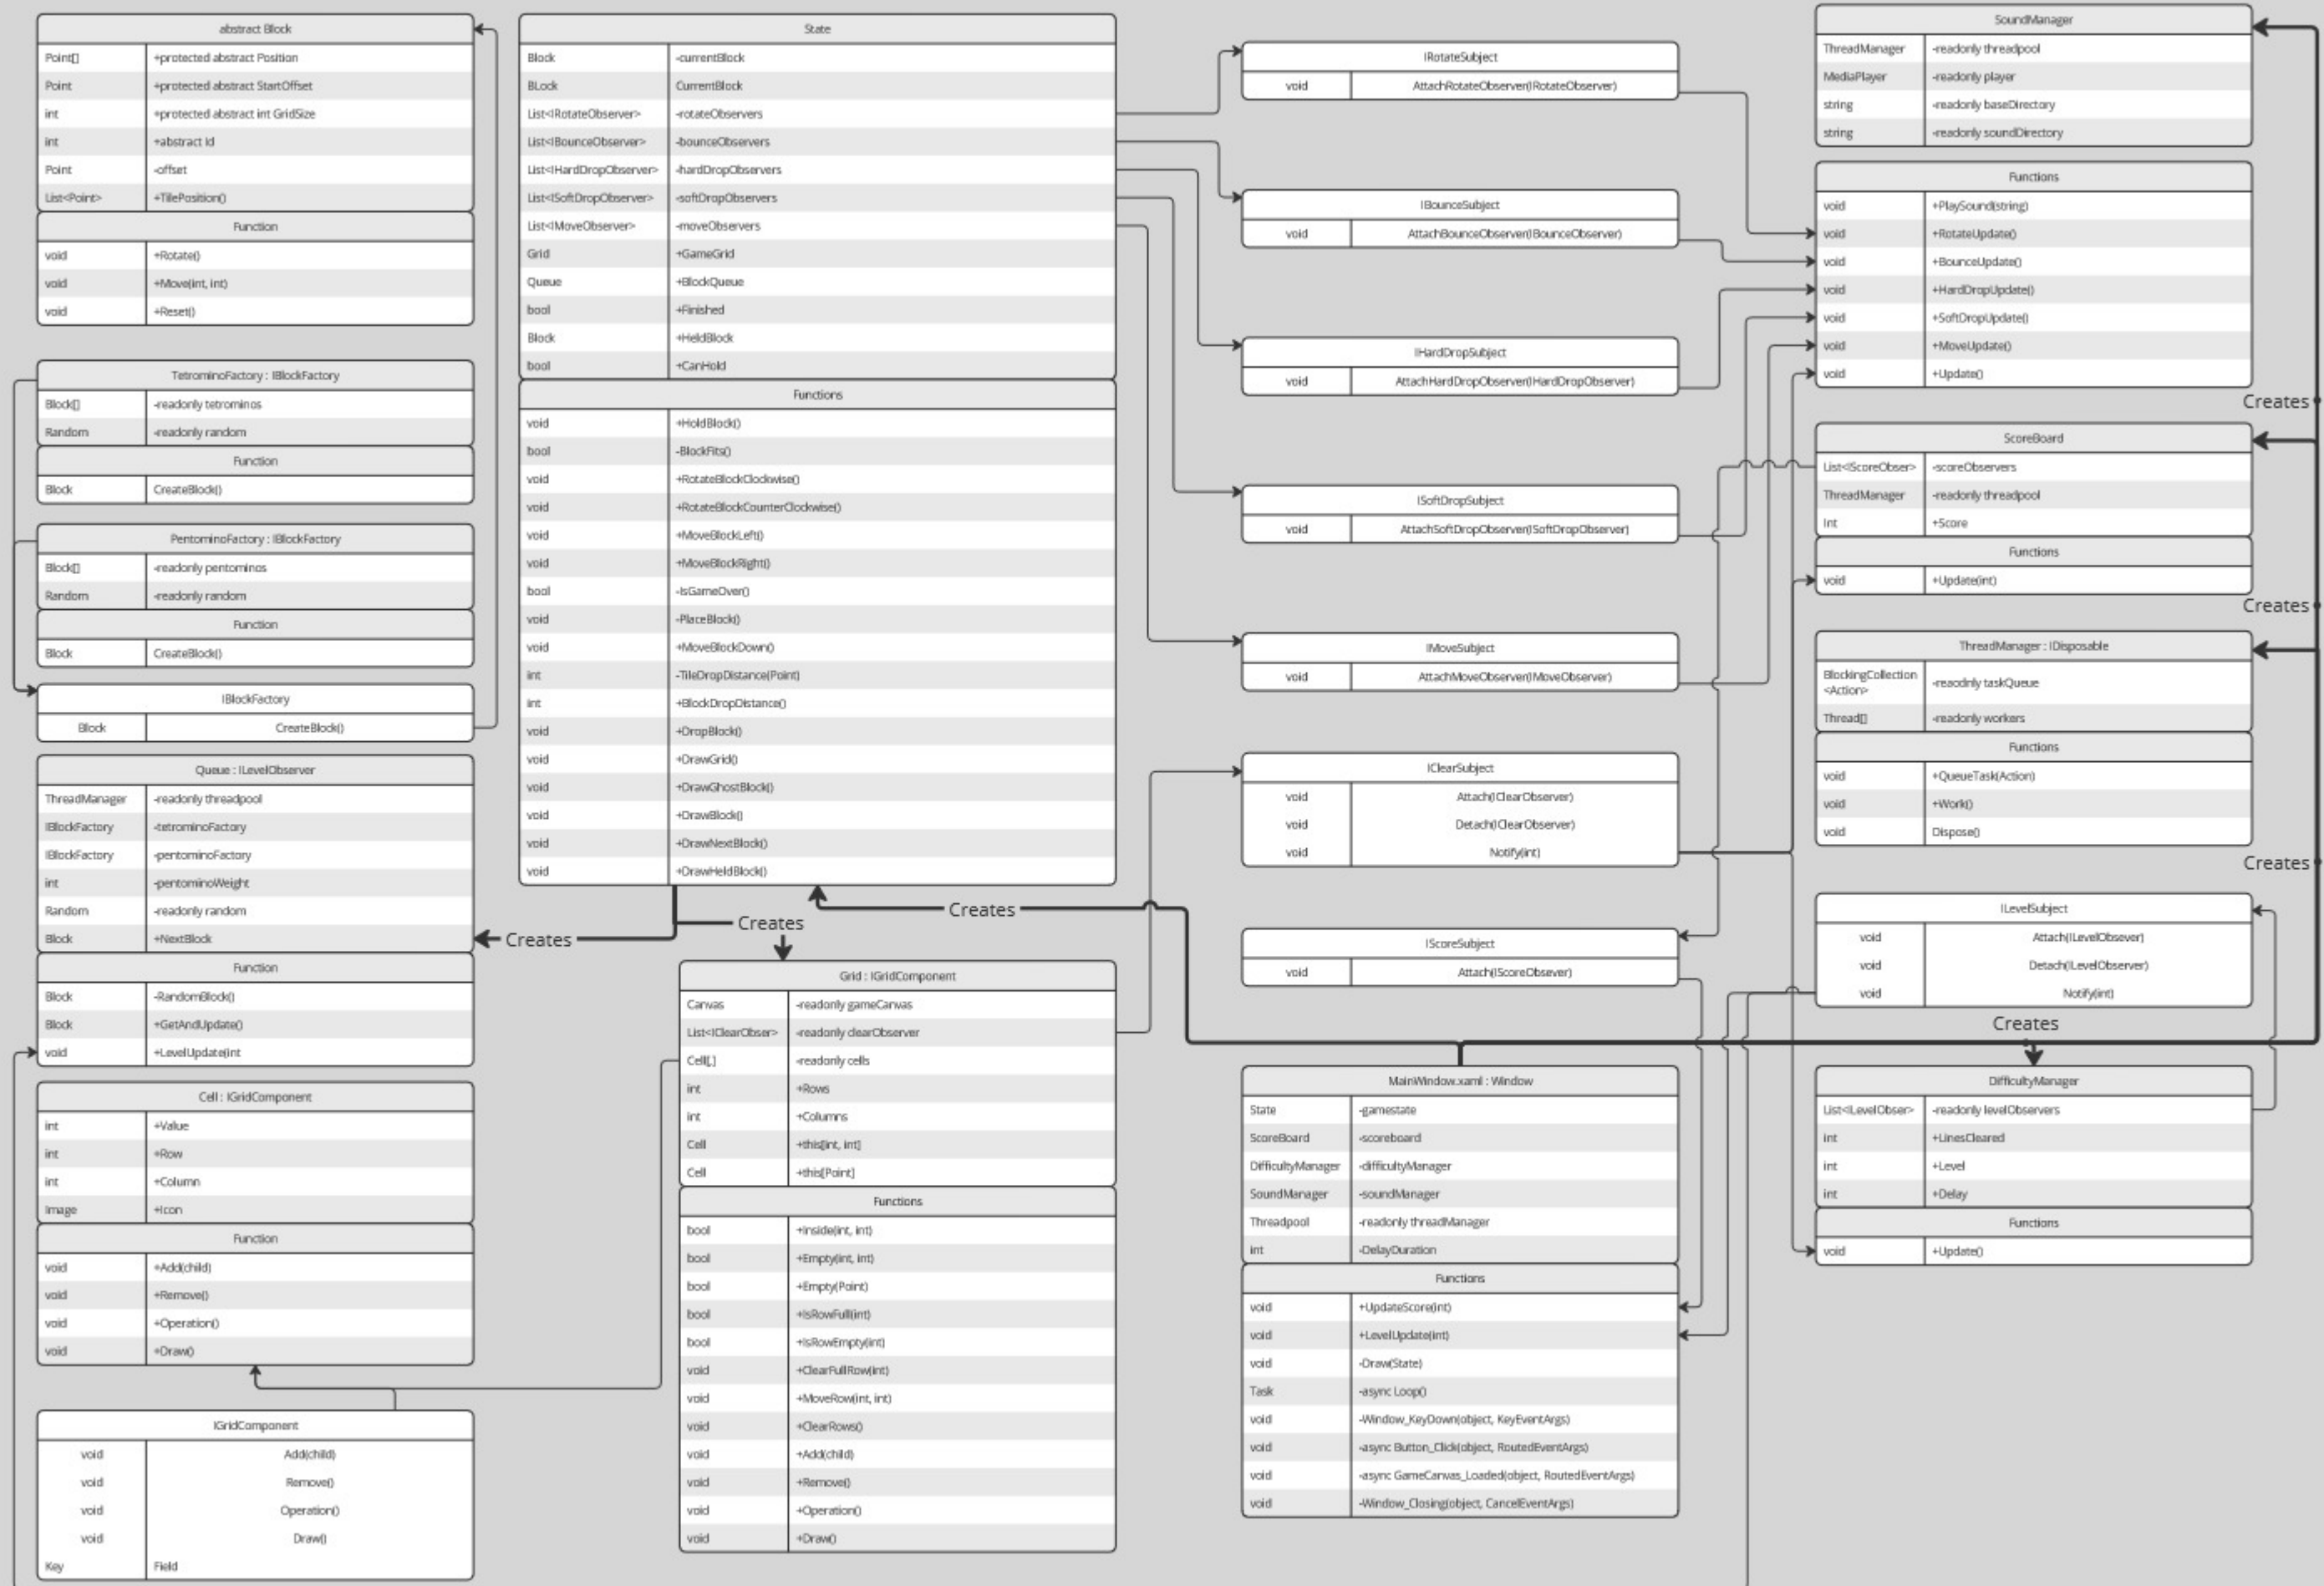 abstract Block
Point[] +protected abstract Position
Point +protected abstract StartOffset
int +protected abstract int GridSize
int +abstract Id
Point -offset
List<Point> +TilePosition()
Function
void +Rotate()
void +Move(int, int)
void +Reset()
TetrominoFactory : IBlockFactory
Block[] -readonly tetrominos
Random -readonly random
Function
Block CreateBlock()
PentominoFactory : IBlockFactory
Block[] -readonly pentominos
Random -readonly random
Function
Block CreateBlock()
IBlockFactory
Block CreateBlock()
Queue : ILevelObserver
ThreadManager -readonly threadpool
IBlockFactory -tetrominoFactory
IBlockFactory -pentominoFactory
int -pentominoWeight
Random -readonly random
Block +NextBlock
Function
Block -RandomBlock()
Block +GetAndUpdate()
void +LevelUpdate(int
Cell : IGridComponent
int +Value
int +Row
int +Column
Image +Icon
Function
void +Add(child)
void +Remove()
void +Operation()
void +Draw()
IGridComponent
void Add(child)
void Remove()
void Operation()
void Draw()
Key Field
State
Block -currentBlock
BLock CurrentBlock
List<IRotateObserver> -rotateObservers
List<IBounceObserver> -bounceObservers
List<IHardDropObserver> -hardDropObservers
List<ISoftDropObserver> -softDropObservers
List<IMoveObserver> -moveObservers
Grid +GameGrid
Queue +BlockQueue
bool +Finished
Block +HeldBlock
bool +CanHold
Functions
void +HoldBlock()
bool -BlockFits()
void +RotateBlockClockwise()
void +RotateBlockCounterClockwise()
void +MoveBlockLeft()
void +MoveBlockRight()
bool -IsGameOver()
void -PlaceBlock()
void +MoveBlockDown()
int -TileDropDistance(Point)
int +BlockDropDistance()
void +DropBlock()
void +DrawGrid()
void +DrawGhostBlock()
void +DrawBlock()
void +DrawNextBlock()
void +DrawHeldBlock()
Creates
Creates
Creates
Grid : IGridComponent
Canvas -readonly gameCanvas
List<IClearObser> -readonly clearObserver
Cell[,] -readonly cells
int +Rows
int +Columns
Cell +this[int, int]
Cell +this[Point]
Functions
bool +Inside(int, int)
bool +Empty(int, int)
bool +Empty(Point)
bool +IsRowFull(int)
bool +IsRowEmpty(int)
void +ClearFullRow(int)
void +MoveRow(int, int)
void +ClearRows()
void +Add(child)
void +Remove()
void +Operation()
void +Draw()
IRotateSubject
void AttachRotateObserver(IRotateObserver)
IBounceSubject
void AttachBounceObserver(IBounceObserver)
IHardDropSubject
void AttachHardDropObserver(IHardDropObserver)
ISoftDropSubject
void AttachSoftDropObserver(ISoftDropObserver)
IMoveSubject
void AttachMoveObserver(IMoveObserver)
IClearSubject
void Attach(IClearObserver)
void Detach(IClearObserver)
void Notify(int)
IScoreSubject
void Attach(IScoreObsever)
MainWindow.xaml : Window
State -gamestate
ScoreBoard -scoreboard
DifficultyManager -difficultyManager
SoundManager -soundManager
Threadpool -readonly threadManager
int -DelayDuration
Functions
void +UpdateScore(int)
void +LevelUpdate(int)
void -Draw(State)
Task -async Loop()
void -Window_KeyDown(object, KeyEventArgs)
void -async Button_Click(object, RoutedEventArgs)
void -async GameCanvas_Loaded(object, RoutedEventArgs)
void -Window_Closing(object, CancelEventArgs)
SoundManager
ThreadManager -readonly threadpool
MediaPlayer -readonly player
string -readonly baseDirectory
string -readonly soundDirectory
Functions
void +PlaySound(string)
void +RotateUpdate()
void +BounceUpdate()
void +HardDropUpdate()
void +SoftDropUpdate()
void +MoveUpdate()
void +Update()
Creates
ScoreBoard
List<IScoreObser> -scoreObservers
ThreadManager -readonly threadpool
Int +Score
Functions
void +Update(int)
Creates
ThreadManager : IDisposable
BlockingCollection
<Action> -reaodnly taskQueue
Thread[] -readonly workers
Functions
void +QueueTask(Action)
void +Work()
void Dispose()
Creates
ILevelSubject
void Attach(ILevelObsever)
void Detach(ILevelObserver)
void Notify(int)
Creates
DifficultyManager
List<ILevelObser> -readonly levelObservers
int +LinesCleared
int +Level
int +Delay
Functions
void +Update()